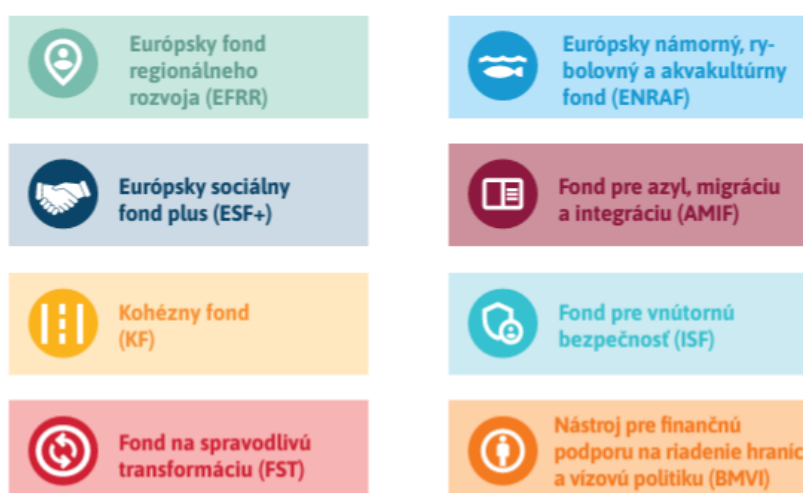 Európsky fond
regionálneho
rozvoja (EFRR)
Európsky námorný, ry-
bolovný a akvakultúrny
fond (ENRAF)
Európsky sociálny
fond plus (ESF+)
Fond pre azyl, migráciu
a integráciu (AMIF)
Kohézny fond
(KF)
Fond pre vnútornú
bezpečnosť (ISF)
Fond na spravodlivú
transformáciu (FST)
Nástroj pre finančnú
podporu na riadenie hraníc
a vízovú politiku (BMVI)